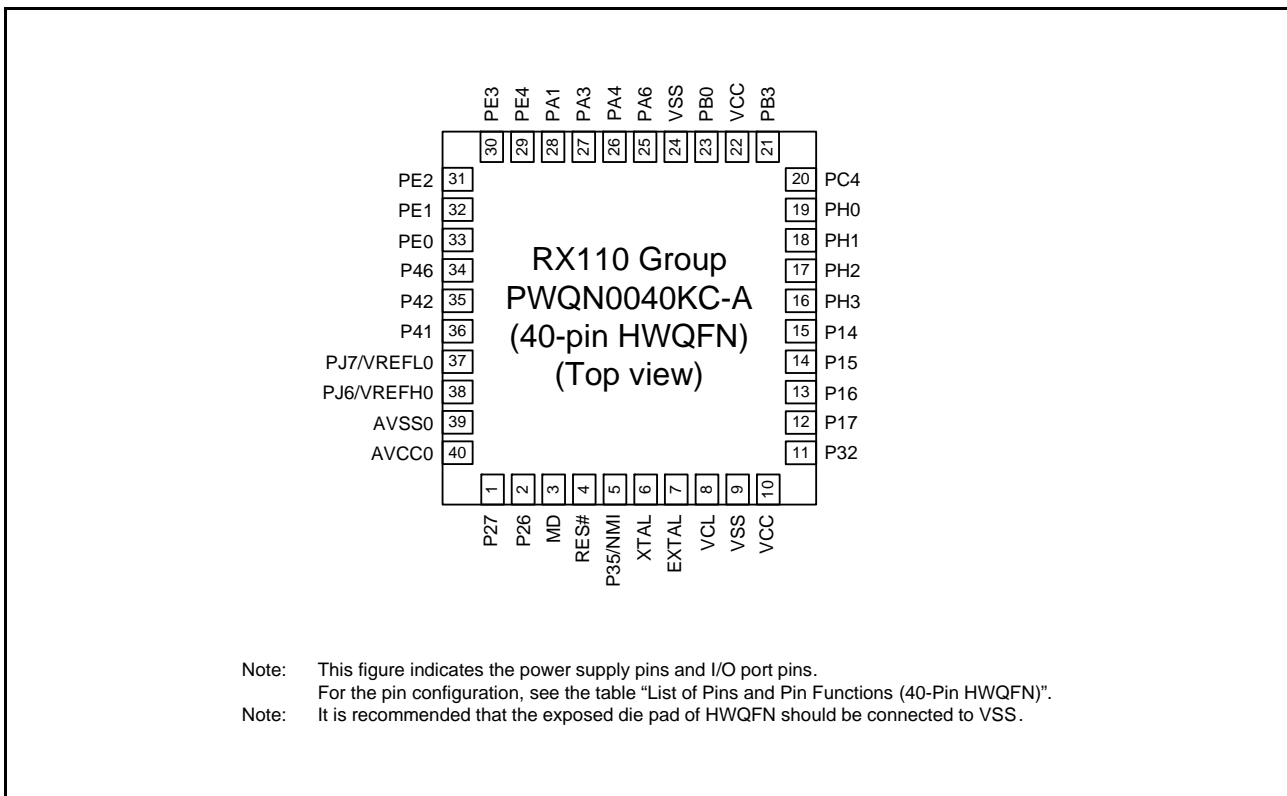 PE3
PE4
PA1
PA3
PA4
PA6
VSS
PB0
VCC
PB3
30
29
28
27
26
25
24
23
22
21
PE2 31
PE1 32
PE0 33
P46 34
P42 35
P41 36
PJ7/VREFL0 37
PJ6/VREFH0 38
AVSS0 39
AVCC0 40
RX110 Group
PWQN0040KC-A
(40-pin HWQFN)
(Top view)
20 PC4
19 PH0
18 PH1
17 PH2
16 PH3
15 P14
14 P15
13 P16
12 P17
11 P32
1
2
3
4
5
6
7
8
9
10
P27
P26
MD
RES#
P35/NMI
XTAL
EXTAL
VCL
VSS
VCC
Note: This figure indicates the power supply pins and I/O port pins.
For the pin configuration, see the table “List of Pins and Pin Functions (40-Pin HWQFN)”.
Note: It is recommended that the exposed die pad of HWQFN should be connected to VSS.